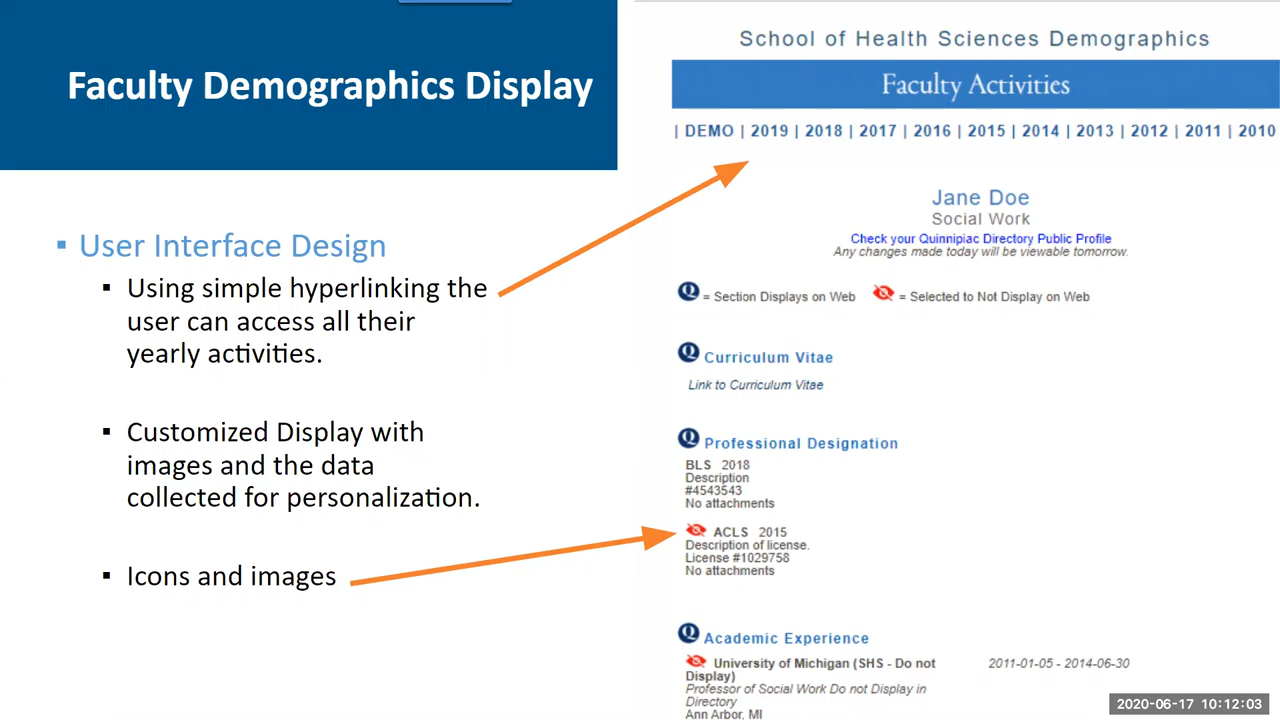 Faculty Demographics Display
▪ User Interface Design
▪ Using simple hyperlinking the
user can access all their
yearly activities.
▪ Customized Display with
images and the data
collected for personalization.
▪ Icons and images
School of Health Sciences Demographics
Faculty Activities
| DEMO | 2019 | 2018 | 2017 | 2016 | 2015 | 2014 | 2013 | 2012 | 2011 | 2010
Jane Doe
Social Work
Check your Quinnipiac Directory Public Profile
Any changes made today will be viewable tomorrow.
Q = Section Displays on Web = Selected to Not Display on Web
Q Curriculum Vitae
Link to Curriculum Vitae
Q Professional Designation
BLS 2018
Description
#4543543
No attachments
ACLS 2015
Description of license.
License #1029758
No attachments
Q Academic Experience
University of Michigan (SHS - Do not 2011-01-05 - 2014-06-30
Display)
Professor of Social Work Do not Display in
Directory
Ann Arbor, MI
2020-06-17 10:12:03